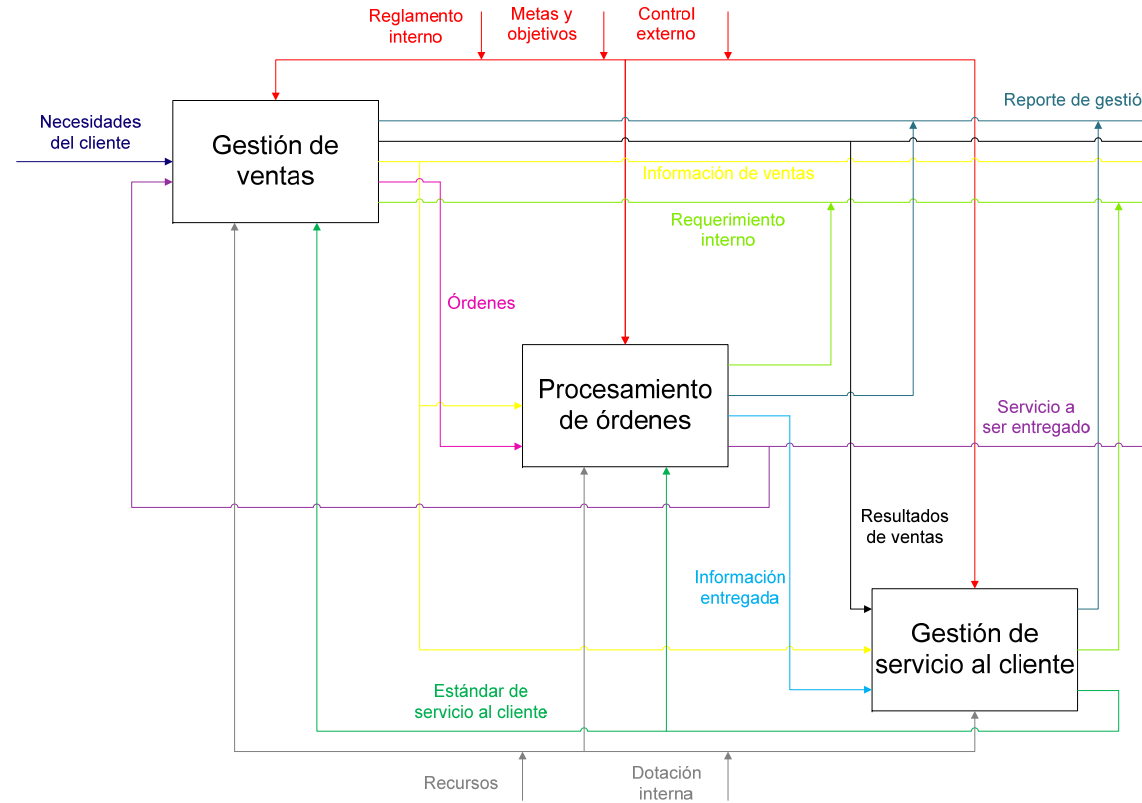 Reglamento
interno
Metas y
objetivos
Control
externo
Necesidades
del cliente
Gestión de
ventas
Reporte de gestió
Información de ventas
Requerimiento
interno
Órdenes
Procesamiento
de órdenes
Servicio a
ser entregado
Resultados
de ventas
Información
entregada
Gestión de
servicio al cliente
Estándar de
servicio al cliente
Recursos
Dotación
interna